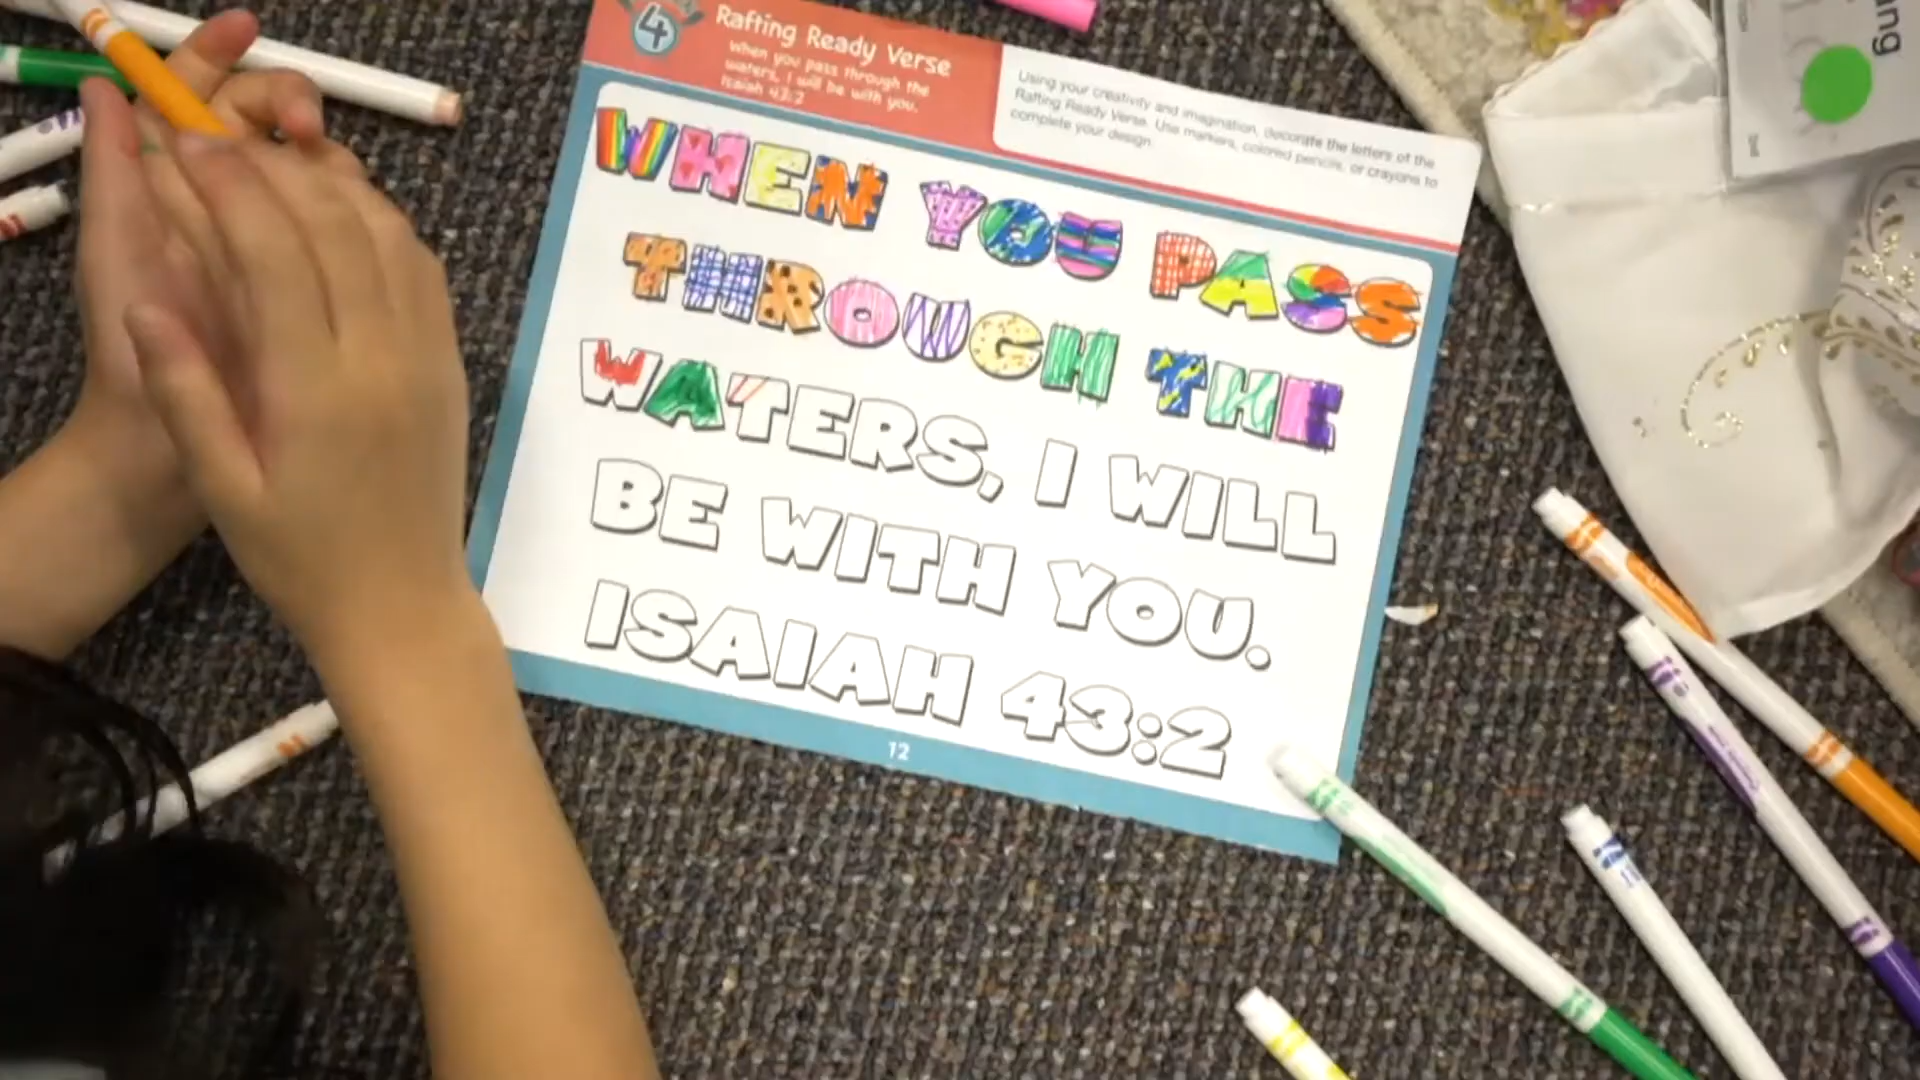 4
Rafting Ready Verse
When you pass through the
waters, I will be with you.
Isaiah 43:2
Using your creativity and imagination, decorate the letters of the
Rafting Ready Verse. Use markers, colored pencils, or crayons to
complete your design.
WHEN YOU PASS
THROUGH THE
WATERS, I WILL
BE WITH YOU.
ISAIAH 43:2
12
ang